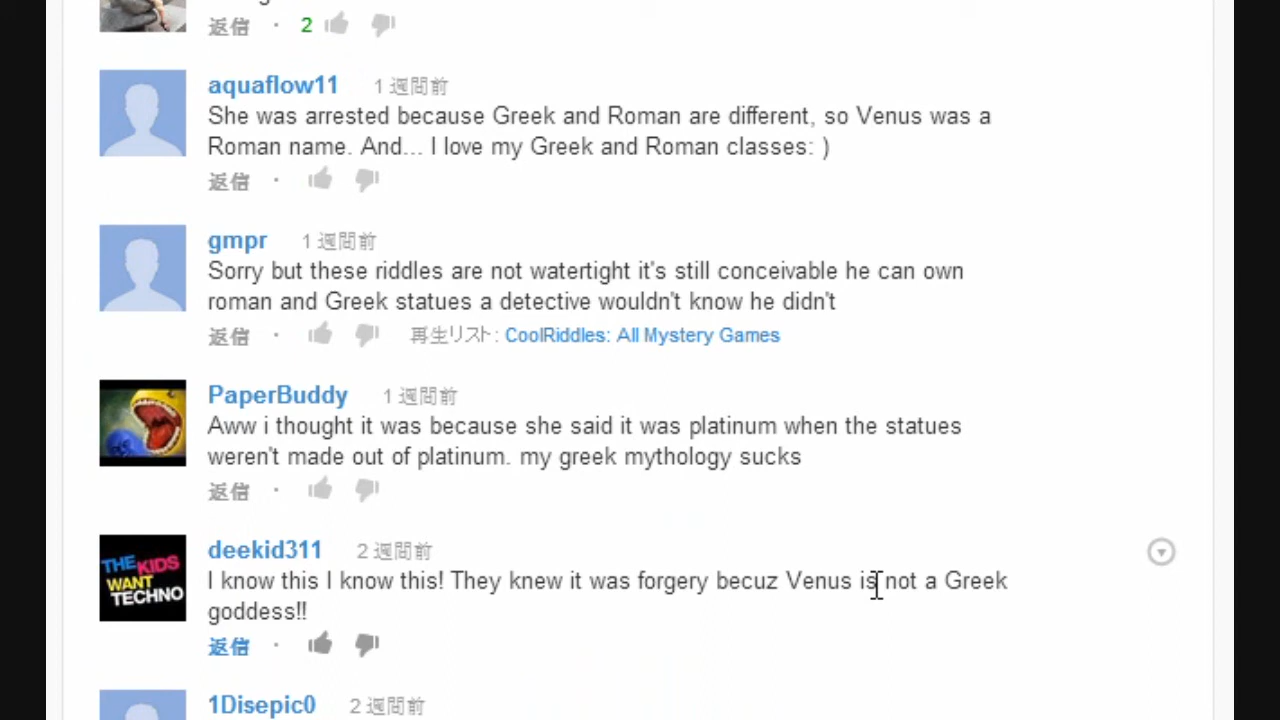 返信 · 2
aquaflow11 1 週間前
She was arrested because Greek and Roman are different, so Venus was a
Roman name. And... I love my Greek and Roman classes: )
返信 ·
gmpr 1 週間前
Sorry but these riddles are not watertight it's still conceivable he can own
roman and Greek statues a detective wouldn't know he didn't
返信 · 再生リスト: CoolRiddles: All Mystery Games
PaperBuddy 1 週間前
Aww i thought it was because she said it was platinum when the statues
weren't made out of platinum. my greek mythology sucks
返信 ·
THE KIDS
WANT
TECHNO
deekid311 2 週間前
I know this I know this! They knew it was forgery becuz Venus is not a Greek
goddess!!
返信 ·
1Disepic0 2 週間前